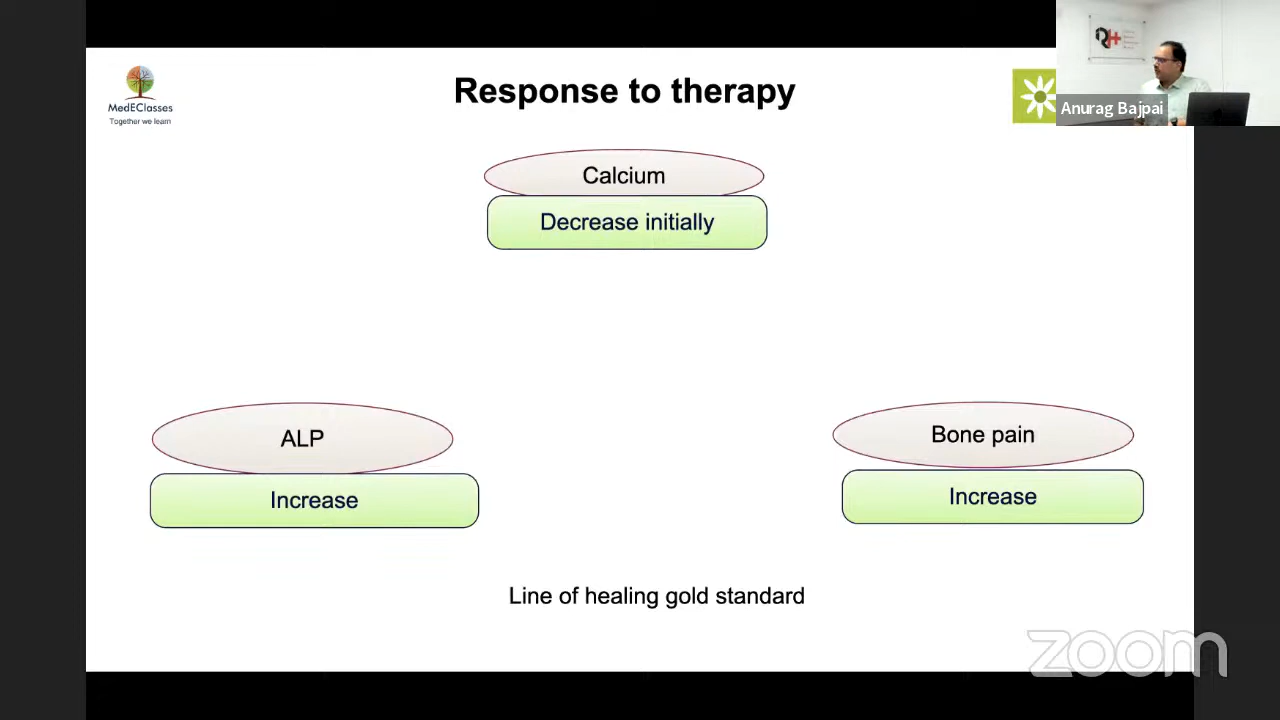 MedEClasses
Together we learn
Response to therapy
RH
Anurag Bajpai
Calcium
Decrease initially
ALP
Increase
Bone pain
Increase
Line of healing gold standard
zoom